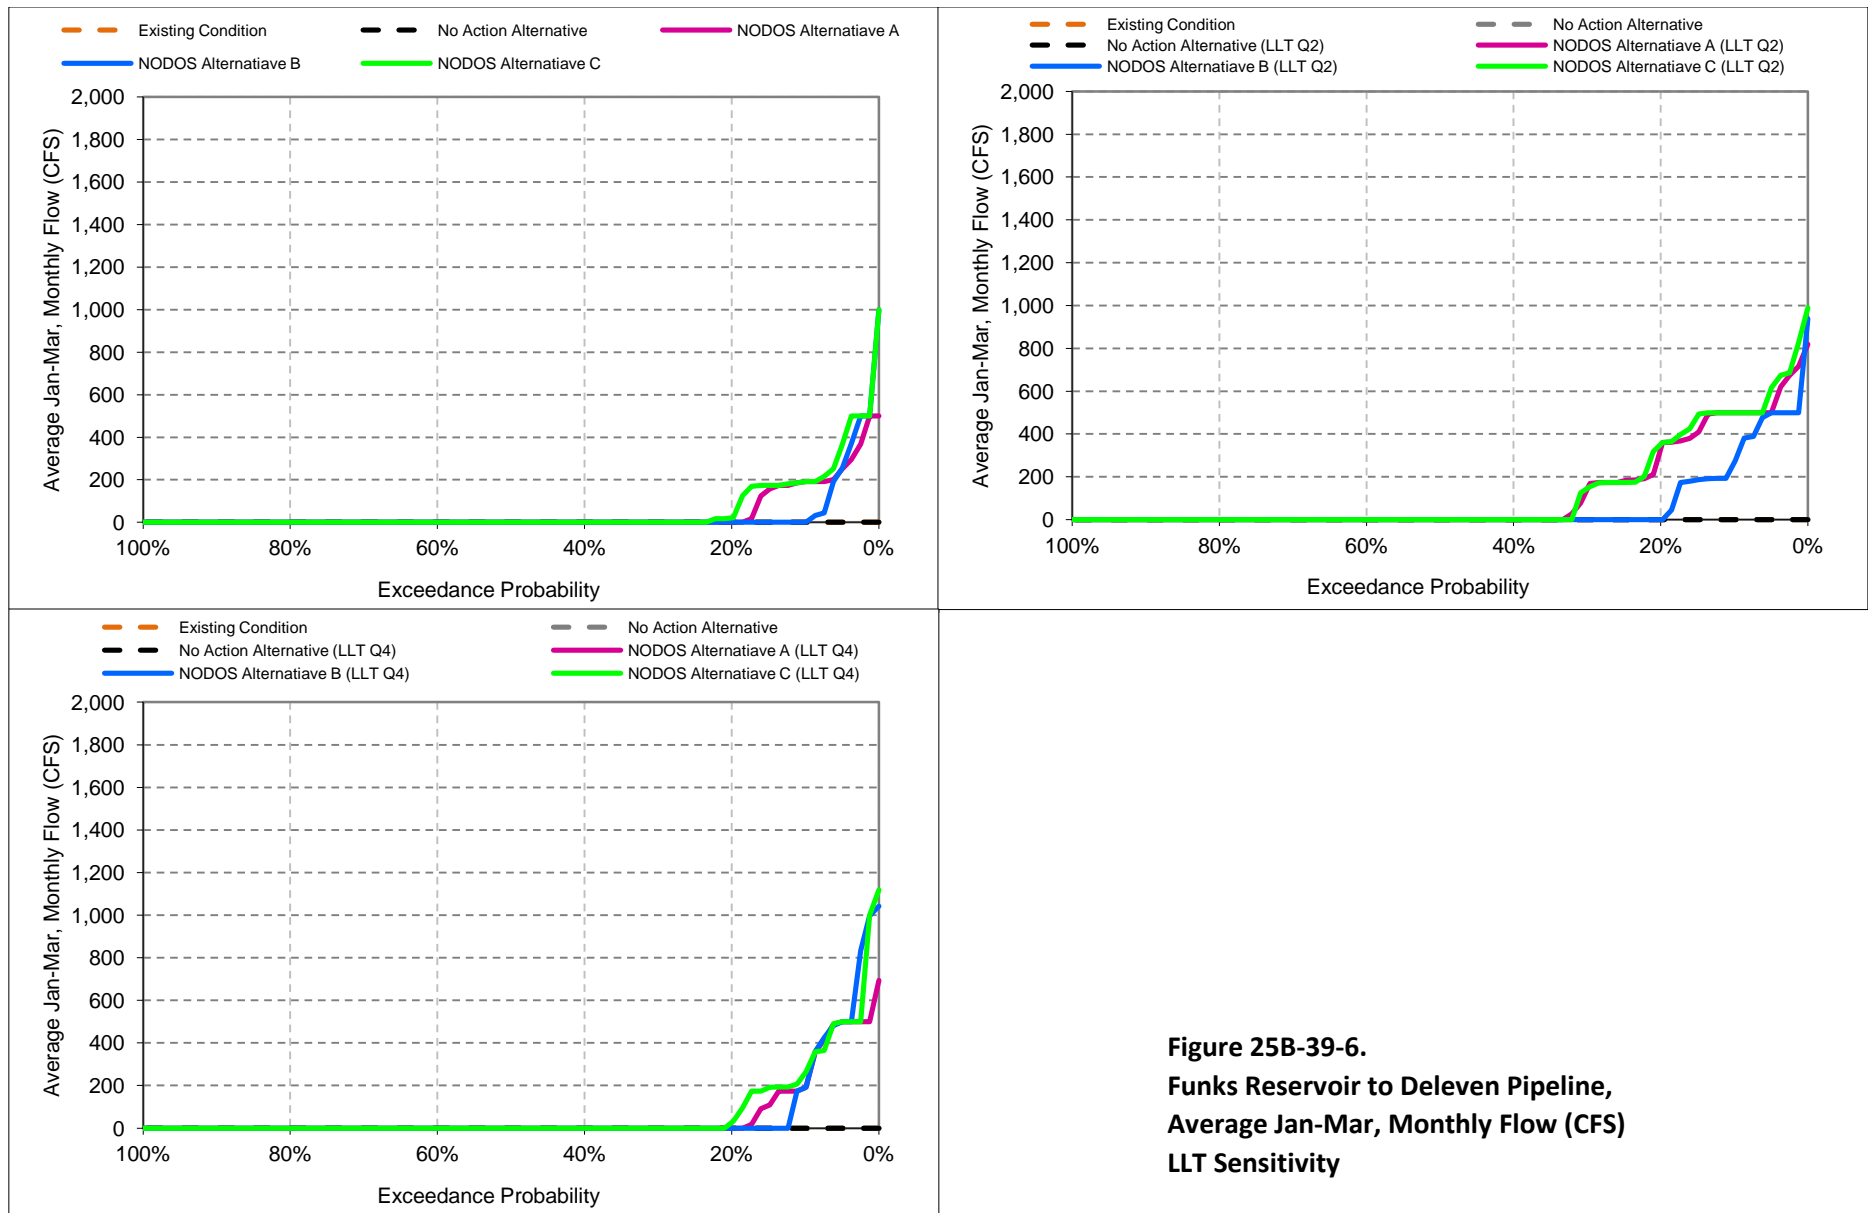 Existing Condition
No Action Alternative
NODOS Alternatiave A
NODOS Alternatiave B
NODOS Alternatiave C
Average Jan-Mar, Monthly Flow (CFS)
2,000
1,800
1,600
1,400
1,200
1,000
800
600
400
200
0
100%
80%
60%
40%
20%
0%
Exceedance Probability
Existing Condition
No Action Alternative
No Action Alternative (LLT Q2)
NODOS Alternatiave A (LLT Q2)
NODOS Alternatiave B (LLT Q2)
NODOS Alternatiave C (LLT Q2)
Average Jan-Mar, Monthly Flow (CFS)
2,000
1,800
1,600
1,400
1,200
1,000
800
600
400
200
0
100%
80%
60%
40%
20%
0%
Exceedance Probability
Existing Condition
No Action Alternative
No Action Alternative (LLT Q4)
NODOS Alternatiave A (LLT Q4)
NODOS Alternatiave B (LLT Q4)
NODOS Alternatiave C (LLT Q4)
Average Jan-Mar, Monthly Flow (CFS)
2,000
1,800
1,600
1,400
1,200
1,000
800
600
400
200
0
100%
80%
60%
40%
20%
0%
Exceedance Probability
Figure 25B-39-6.
Funks Reservoir to Deleven Pipeline,
Average Jan-Mar, Monthly Flow (CFS)
LLT Sensitivity